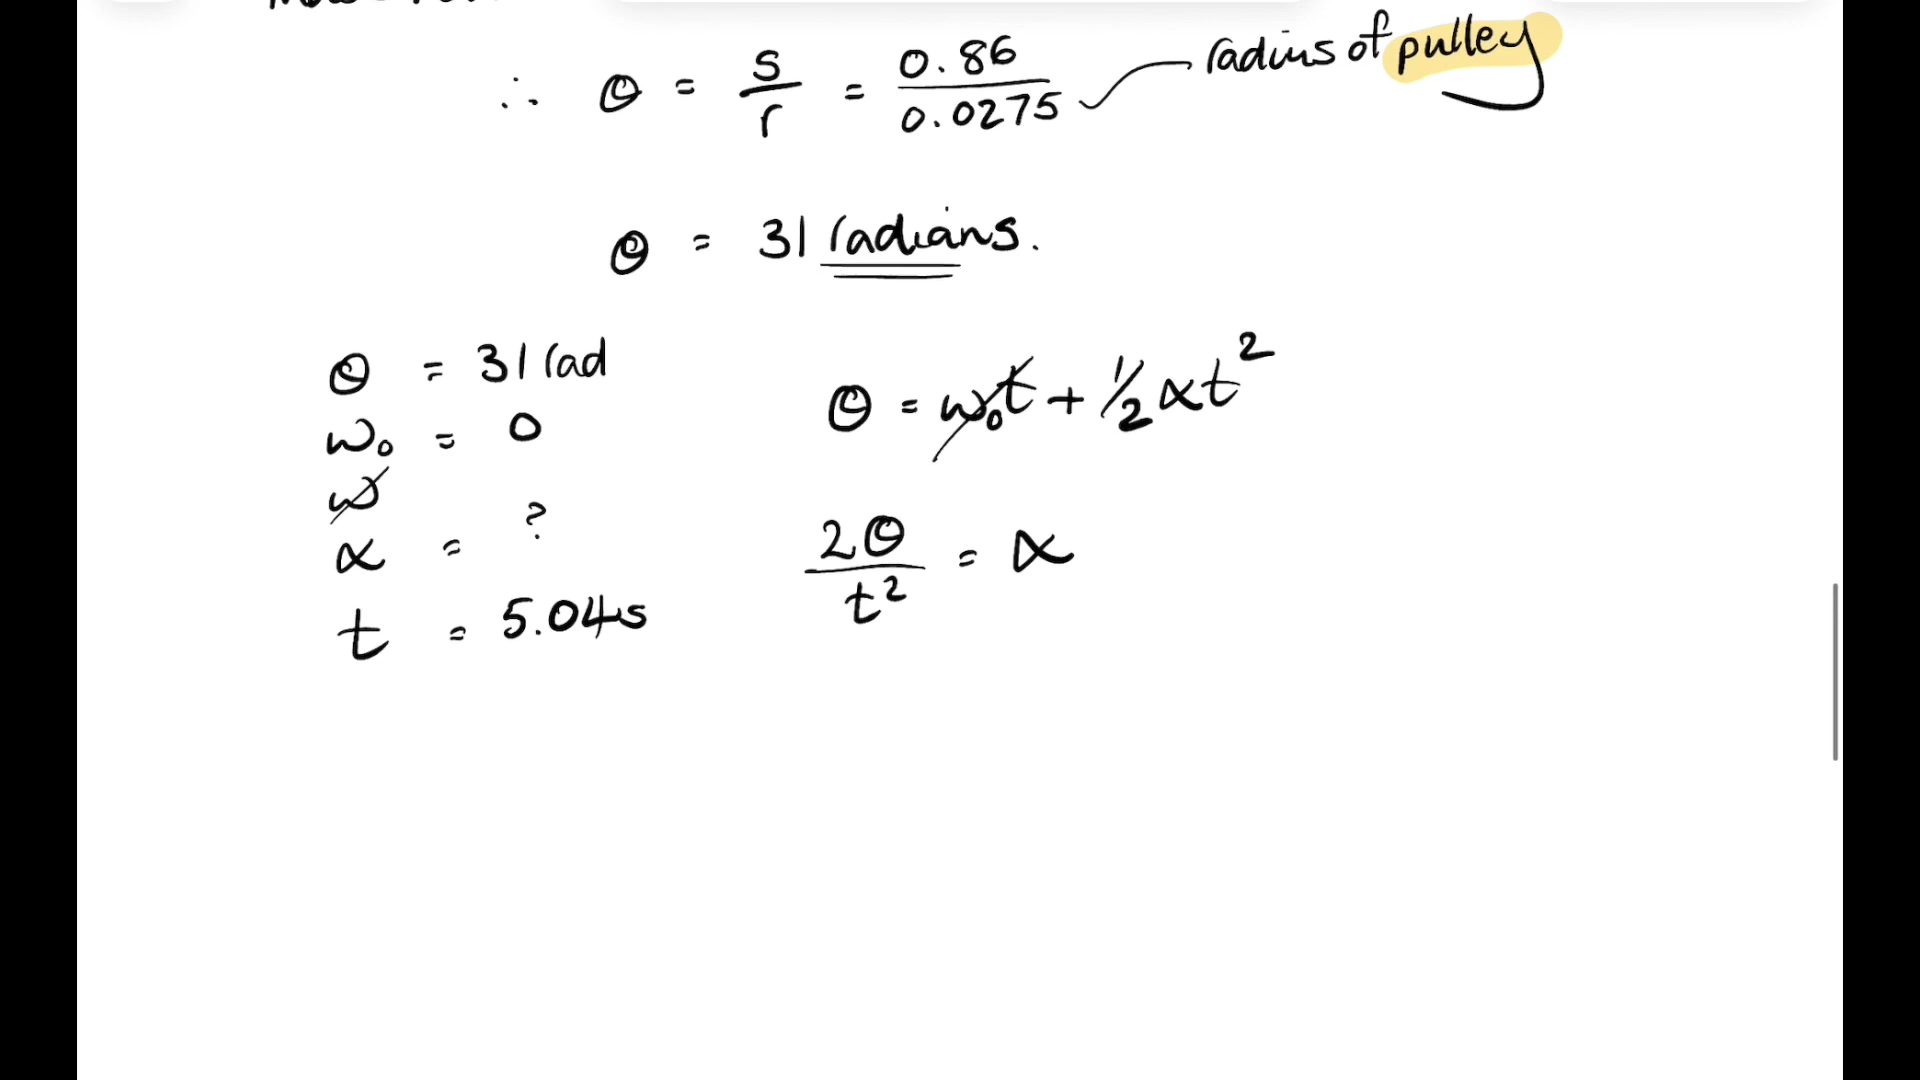 ∴ θ = s/r = 0.86/0.0275 radius of pulley
θ = 31 radians.
θ = 31 rad
ω₀ = 0
ω
α = ?
t = 5.04s
θ = ω₀t + ½αt²
2θ/t² = α